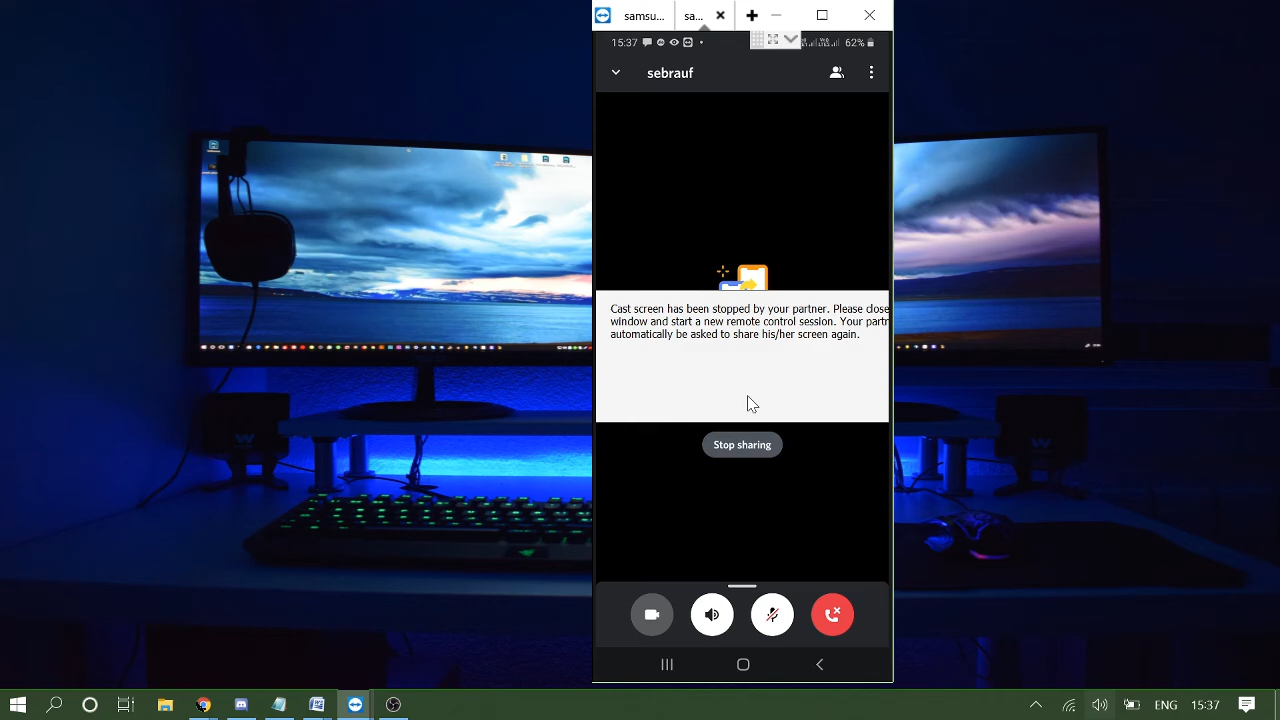 samsu...
sa...
15:37
62%
sebrauf
Cast screen has been stopped by your partner. Please close
window and start a new remote control session. Your partn
automatically be asked to share his/her screen again.
Stop sharing
ENG
15:37